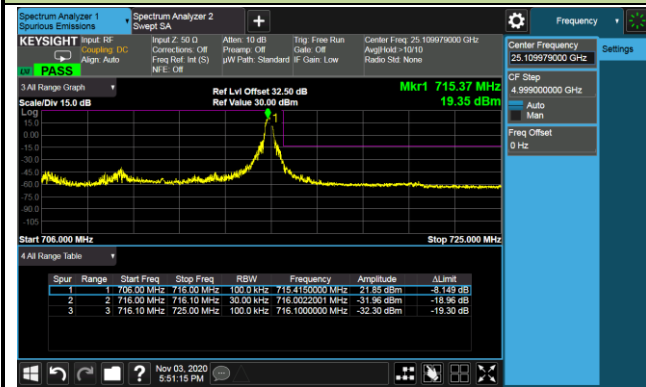 Spectrum Analyzer 1
Spurious Emissions
Spectrum Analyzer 2
Swept SA
+
Frequency
KEYSIGHT
Input: RF
Coupling: DC
Align: Auto
Input Z: 50 Ω
Corrections: Off
Freq Ref: Int (S)
NFE: Off
Atten: 10 dB
Preamp: Off
µW Path: Standard
Trig: Free Run
Gate: Off
IF Gain: Low
Center Freq: 25.109979000 GHz
Avg|Hold:>10/10
Radio Std: None
PASS
Center Frequency
25.109979000 GHz
Settings
CF Step
4.999000000 GHz
Auto
Man
Freq Offset
0 Hz
3 All Range Graph
Ref Lvl Offset 32.50 dB
Mkr1 715.37 MHz
Scale/Div 15.0 dB
Ref Value 30.00 dBm
19.35 dBm
Log
15.0
0.00
-15.0
-30.0
-45.0
-60.0
-75.0
-90.0
-105
1
Start 706.000 MHz
Stop 725.000 MHz
4 All Range Table
Spur Range Start Freq Stop Freq RBW Frequency Amplitude ΔLimit
1 1 706.00 MHz 716.00 MHz 100.0 kHz 715.4150000 MHz 21.85 dBm -8.149 dB
2 2 716.00 MHz 716.10 MHz 30.00 kHz 716.0022001 MHz -31.96 dBm -18.96 dB
3 3 716.10 MHz 725.00 MHz 100.0 kHz 716.1000000 MHz -32.30 dBm -19.30 dB
?
Nov 03, 2020
5:51:15 PM